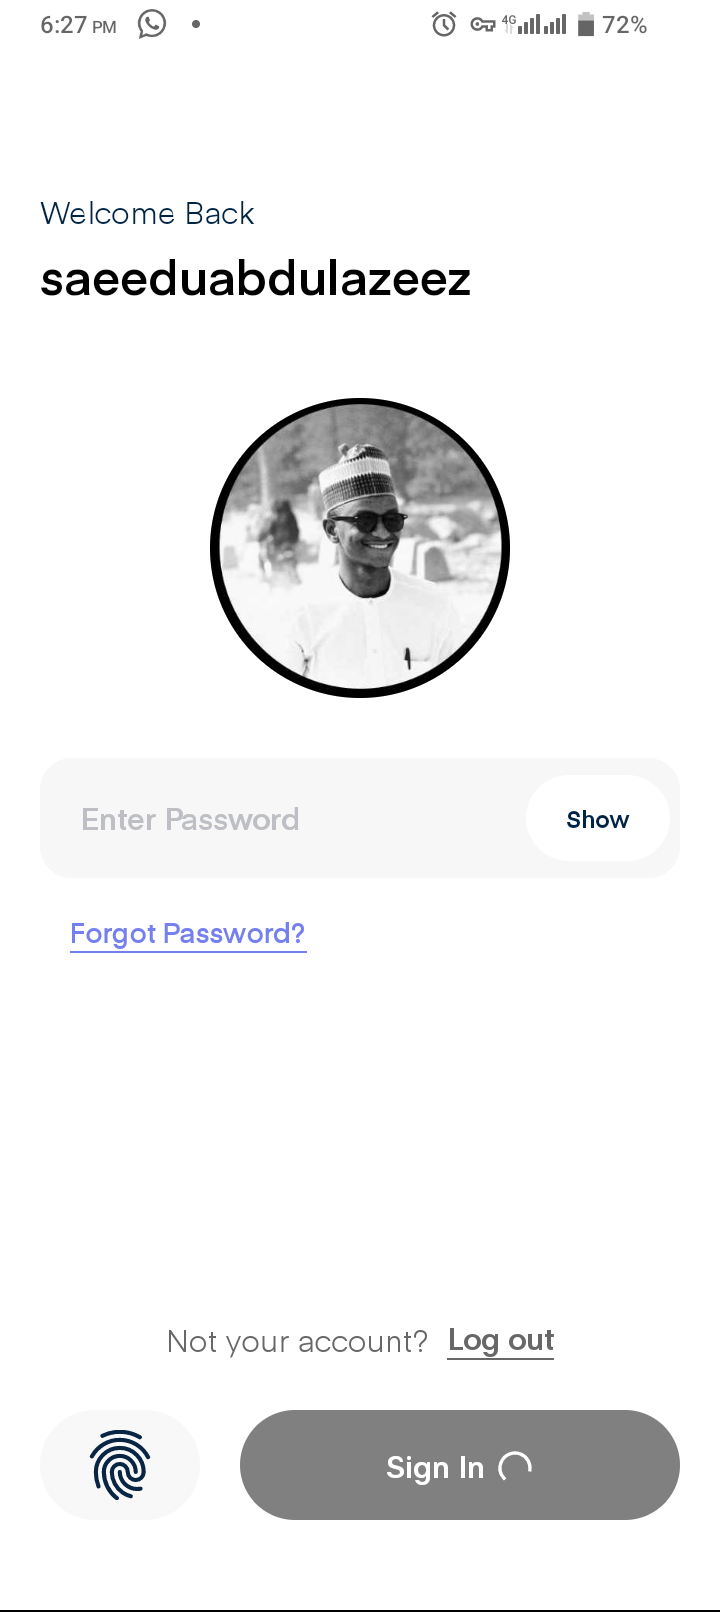 6:27 PM 4G 72%
Welcome Back
saeeduabdulazeez
Enter Password Show
Forgot Password?
Not your account? Log out
Sign In